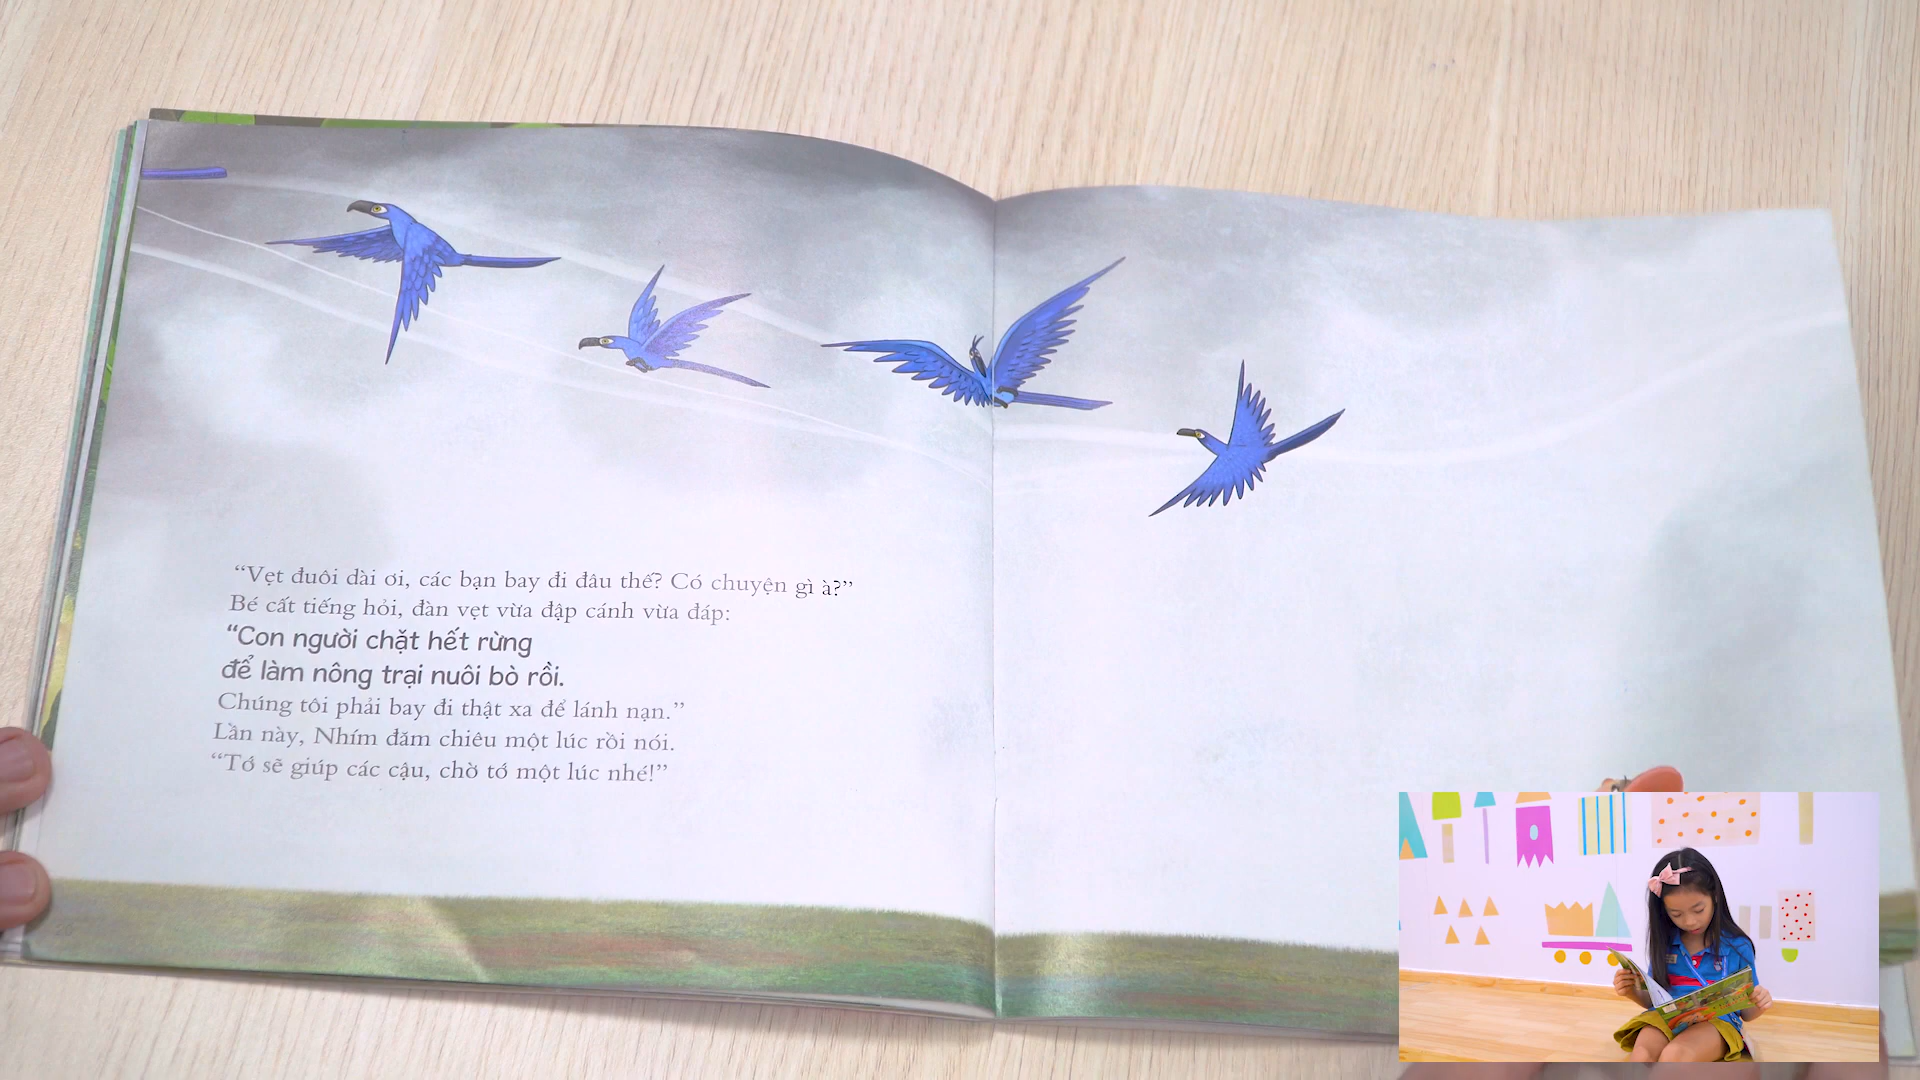 “Vẹt đuôi dài ơi, các bạn bay đi đâu thế? Có chuyện gì à?”
Bé cất tiếng hỏi, đàn vẹt vừa đập cánh vừa đáp:
“Con người chặt hết rừng
để làm nông trại nuôi bò rồi.
Chúng tôi phải bay đi thật xa để lánh nạn.”
Lần này, Nhím đăm chiêu một lúc rồi nói.
“Tớ sẽ giúp các cậu, chờ tớ một lúc nhé!”